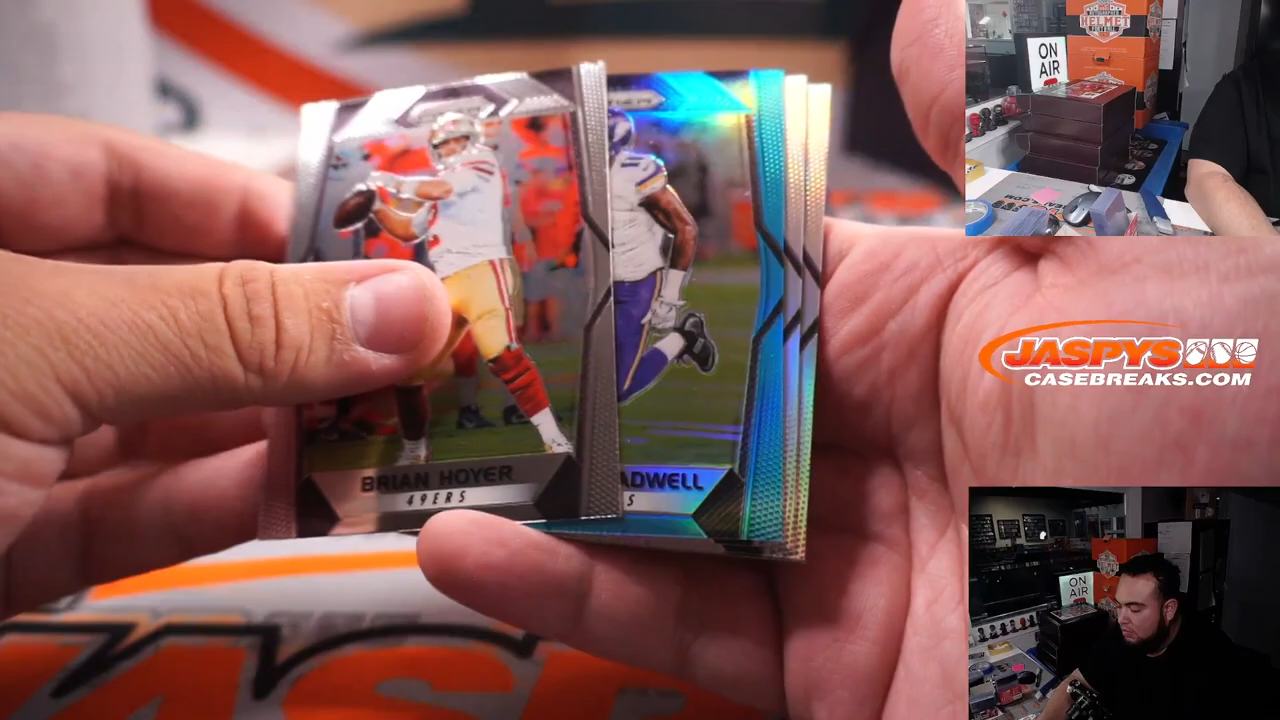 BRIAN HOYER
49ERS
ADWELL
S
JASPYS
CASEBREAKS.COM
HELMET
ON
AIR
ON
AIR